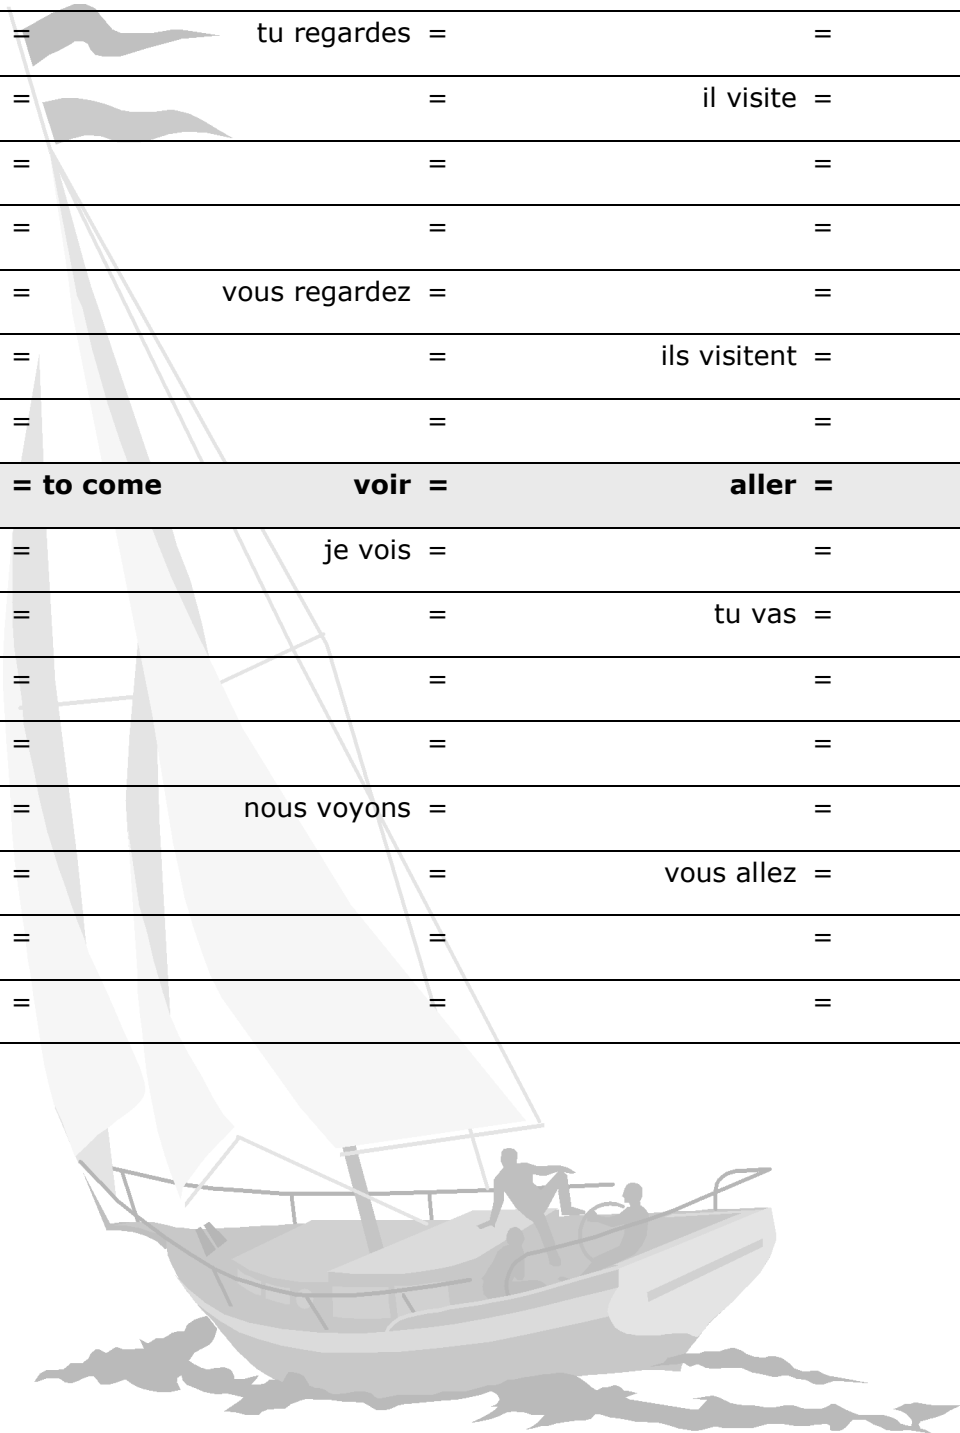 = tu regardes = =
= = il visite =
= = =
= = =
= vous regardez = =
= = ils visitent =
= = =
= to come voir = aller =
= je vois = =
= = tu vas =
= = =
= = =
= nous voyons = =
= = vous allez =
= = =
= = =